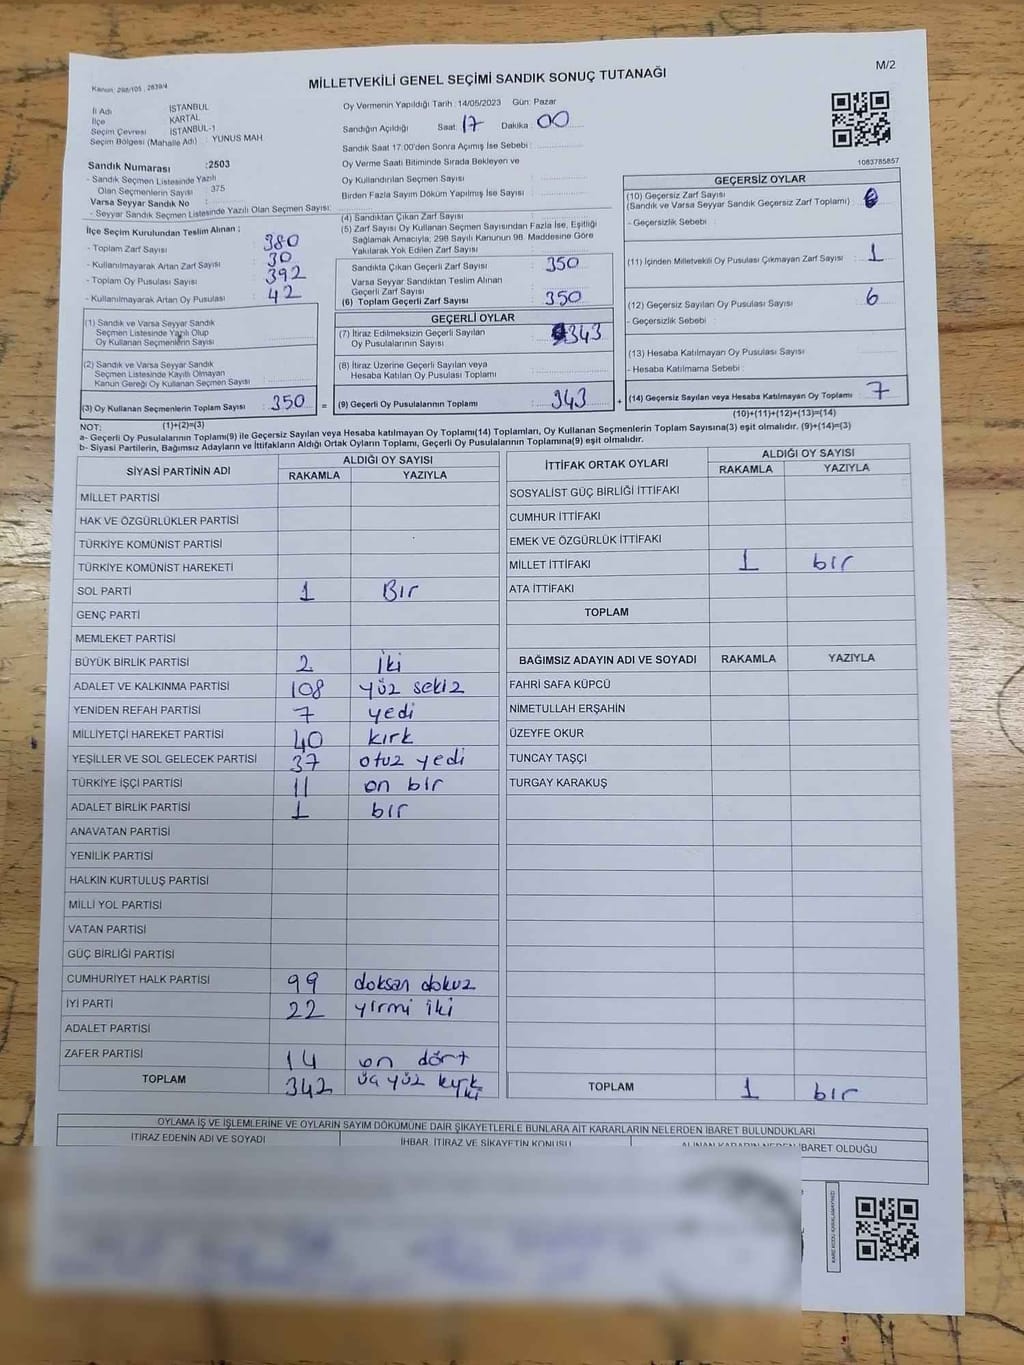 Kanun: 298/105 , 2839/4
MİLLETVEKİLİ GENEL SEÇİMİ SANDIK SONUÇ TUTANAĞI
M/2
İl Adı İSTANBUL
İlçe KARTAL
Seçim Çevresi İSTANBUL-1
Seçim Bölgesi (Mahalle Adı) : YUNUS MAH
Sandık Numarası :2503
- Sandık Seçmen Listesinde Yazılı
Olan Seçmenlerin Sayısı : 375
Varsa Seyyar Sandık No
- Seyyar Sandık Seçmen Listesinde Yazılı Olan Seçmen Sayısı:
Oy Vermenin Yapıldığı Tarih : 14/05/2023 Gün: Pazar
Sandığın Açıldığı Saat: 17 Dakika : 00
Sandık Saat 17:00'den Sonra Açımış İse Sebebi :
Oy Verme Saati Bitiminde Sırada Bekleyen ve
Oy Kullandırılan Seçmen Sayısı
Birden Fazla Sayım Döküm Yapılmış İse Sayısı
1083785857
İlçe Seçim Kurulundan Teslim Alınan ;
- Toplam Zarf Sayısı : 380
- Kullanılmayarak Artan Zarf Sayısı : 30
- Toplam Oy Pusulası Sayısı : 392
- Kullanılmayarak Artan Oy Pusulası : 42
(1) Sandık ve Varsa Seyyar Sandık
Seçmen Listesinde Yazılı Olup
Oy Kullanan Seçmenlerin Sayısı
(2) Sandık ve Varsa Seyyar Sandık
Seçmen Listesinde Kayıtlı Olmayan
Kanun Gereği Oy Kullanan Seçmen Sayısı
(3) Oy Kullanan Seçmenlerin Toplam Sayısı : 350 =
(1)+(2)=(3)
(4) Sandıktan Çıkan Zarf Sayısı
(5) Zarf Sayısı Oy Kullanan Seçmen Sayısından Fazla İse, Eşitliği
Sağlamak Amacıyla, 298 Sayılı Kanunun 98. Maddesine Göre
Yakılarak Yok Edilen Zarf Sayısı
Sandıkta Çıkan Geçerli Zarf Sayısı : 350
Varsa Seyyar Sandıktan Teslim Alınan
Geçerli Zarf Sayısı
(6) Toplam Geçerli Zarf Sayısı : 350
GEÇERLİ OYLAR
(7) İtiraz Edilmeksizin Geçerli Sayılan
Oy Pusulalarının Sayısı : 343
(8) İtiraz Üzerine Geçerli Sayılan veya
Hesaba Katılan Oy Pusulası Toplamı
(9) Geçerli Oy Pusulalarının Toplamı : 343 +
GEÇERSİZ OYLAR
(10) Geçersiz Zarf Sayısı
(Sandık ve Varsa Seyyar Sandık Geçersiz Zarf Toplamı) :
- Geçersizlik Sebebi :
(11) İçinden Milletvekili Oy Pusulası Çıkmayan Zarf Sayısı : 1
(12) Geçersiz Sayılan Oy Pusulası Sayısı : 6
- Geçersizlik Sebebi :
(13) Hesaba Katılmayan Oy Pusulası Sayısı
- Hesaba Katılmama Sebebi :
(14) Geçersiz Sayılan veya Hesaba Katılmayan Oy Toplamı : 7
(10)+(11)+(12)+(13)=(14)
NOT:
a- Geçerli Oy Pusulalarının Toplamı(9) ile Geçersiz Sayılan veya Hesaba katılmayan Oy Toplamı(14) Toplamları, Oy Kullanan Seçmenlerin Toplam Sayısına(3) eşit olmalıdır. (9)+(14)=(3)
b- Siyasi Partilerin, Bağımsız Adayların ve İttifakların Aldığı Ortak Oyların Toplamı, Geçerli Oy Pusulalarının Toplamına(9) eşit olmalıdır.
SİYASİ PARTİNİN ADI ALDIĞI OY SAYISI
RAKAMLA YAZIYLA
MİLLET PARTİSİ
HAK VE ÖZGÜRLÜKLER PARTİSİ
TÜRKİYE KOMÜNİST PARTİSİ
TÜRKİYE KOMÜNİST HAREKETİ
SOL PARTİ 1 Bir
GENÇ PARTİ
MEMLEKET PARTİSİ
BÜYÜK BİRLİK PARTİSİ 2 iki
ADALET VE KALKINMA PARTİSİ 108 yüz sekiz
YENİDEN REFAH PARTİSİ 7 yedi
MİLLİYETÇİ HAREKET PARTİSİ 40 kırk
YEŞİLLER VE SOL GELECEK PARTİSİ 37 otuz yedi
TÜRKİYE İŞÇİ PARTİSİ 11 on bir
ADALET BİRLİK PARTİSİ 1 bir
ANAVATAN PARTİSİ
YENİLİK PARTİSİ
HALKIN KURTULUŞ PARTİSİ
MİLLİ YOL PARTİSİ
VATAN PARTİSİ
GÜÇ BİRLİĞİ PARTİSİ
CUMHURİYET HALK PARTİSİ 99 doksan dokuz
İYİ PARTİ 22 yirmi iki
ADALET PARTİSİ
ZAFER PARTİSİ 14 on dört
TOPLAM 342 üç yüz kırk iki
İTTİFAK ORTAK OYLARI ALDIĞI OY SAYISI
RAKAMLA YAZIYLA
SOSYALİST GÜÇ BİRLİĞİ İTTİFAKI
CUMHUR İTTİFAKI
EMEK VE ÖZGÜRLÜK İTTİFAKI
MİLLET İTTİFAKI 1 bir
ATA İTTİFAKI
TOPLAM
BAĞIMSIZ ADAYIN ADI VE SOYADI RAKAMLA YAZIYLA
FAHRİ SAFA KÜPCÜ
NİMETULLAH ERŞAHİN
ÜZEYFE OKUR
TUNCAY TAŞÇI
TURGAY KARAKUŞ
TOPLAM 1 bir
OYLAMA İŞ VE İŞLEMLERİNE VE OYLARIN SAYIM DÖKÜMÜNE DAİR ŞİKAYETLERLE BUNLARA AİT KARARLARIN NELERDEN İBARET BULUNDUKLARI
İTİRAZ EDENİN ADI VE SOYADI İHBAR, İTİRAZ VE ŞİKAYETİN KONUSU ALINAN KARARIN NEDEN İBARET OLDUĞU